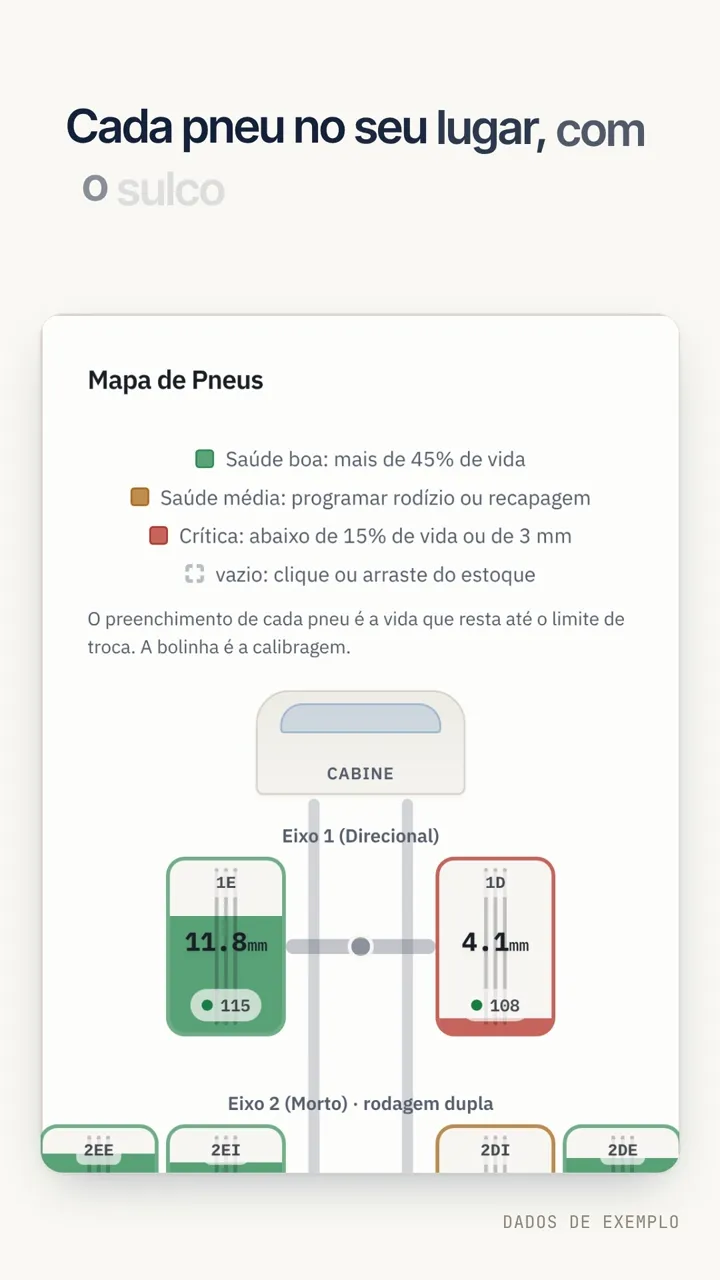 Cada pneu no seu lugar, com
o sulco
Mapa de Pneus
Saúde boa: mais de 45% de vida
Saúde média: programar rodízio ou recapagem
Crítica: abaixo de 15% de vida ou de 3 mm
vazio: clique ou arraste do estoque
O preenchimento de cada pneu é a vida que resta até o limite de
troca. A bolinha é a calibragem.
CABINE
Eixo 1 (Direcional)
1E 1D
11.8mm 4.1mm
115 108
Eixo 2 (Morto) · rodagem dupla
2EE 2EI 2DI 2DE
DADOS DE EXEMPLO